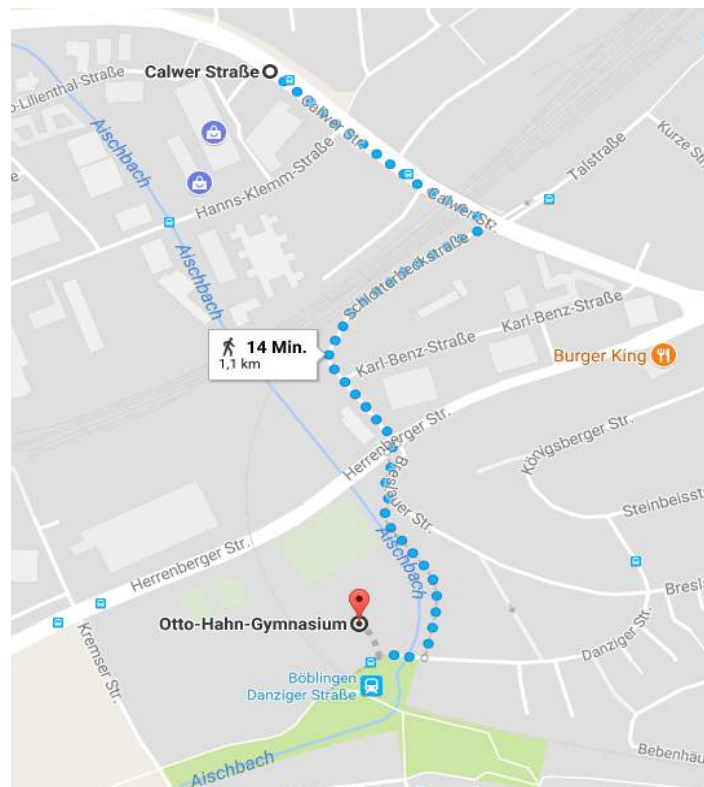 Calwer Straße
o-Lilienthal-Straße
Calwer Str.
Aischbach
Kurze Str
Talstraße
Hanns-Klemm-Straße
Calwer Str.
Aischbach
Schlotterbeckstraße
Karl-Benz-Straße
14 Min.
1,1 km
Karl-Benz-Straße
Burger King
Herrenberger Str.
Königsberger Str.
Breslauer Str.
Steinbeisst
Herrenberger Str.
Aischbach
Bresla
Otto-Hahn-Gymnasium
Kremser Str.
Danziger Str.
Böblingen
Danziger Straße
Bebenhäu
Aischbach